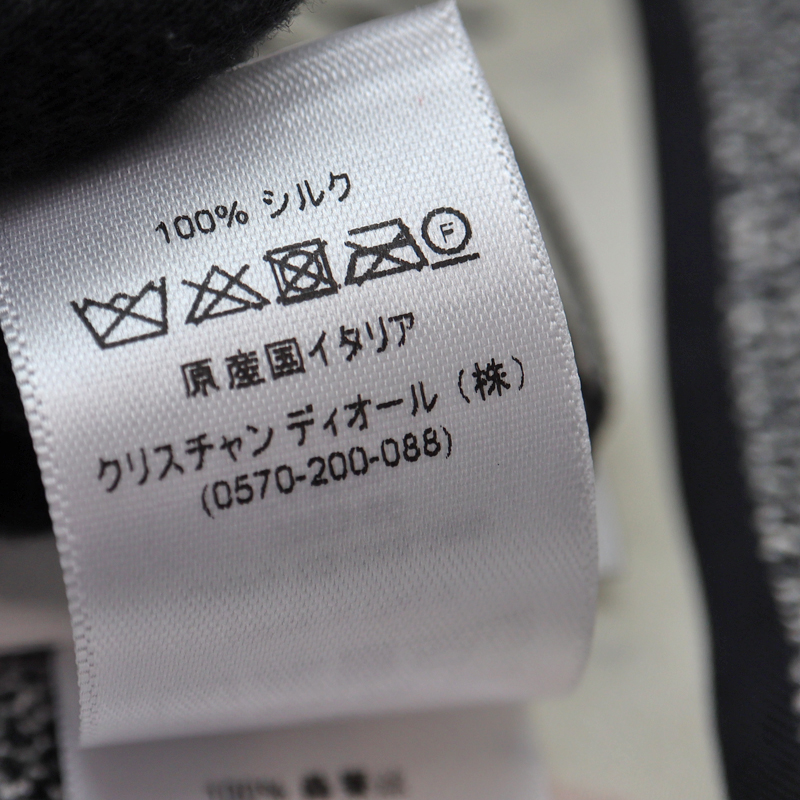 100% シルク
F
原産国イタリア
クリスチャン ディオール（株）
(0570-200-088)
100%